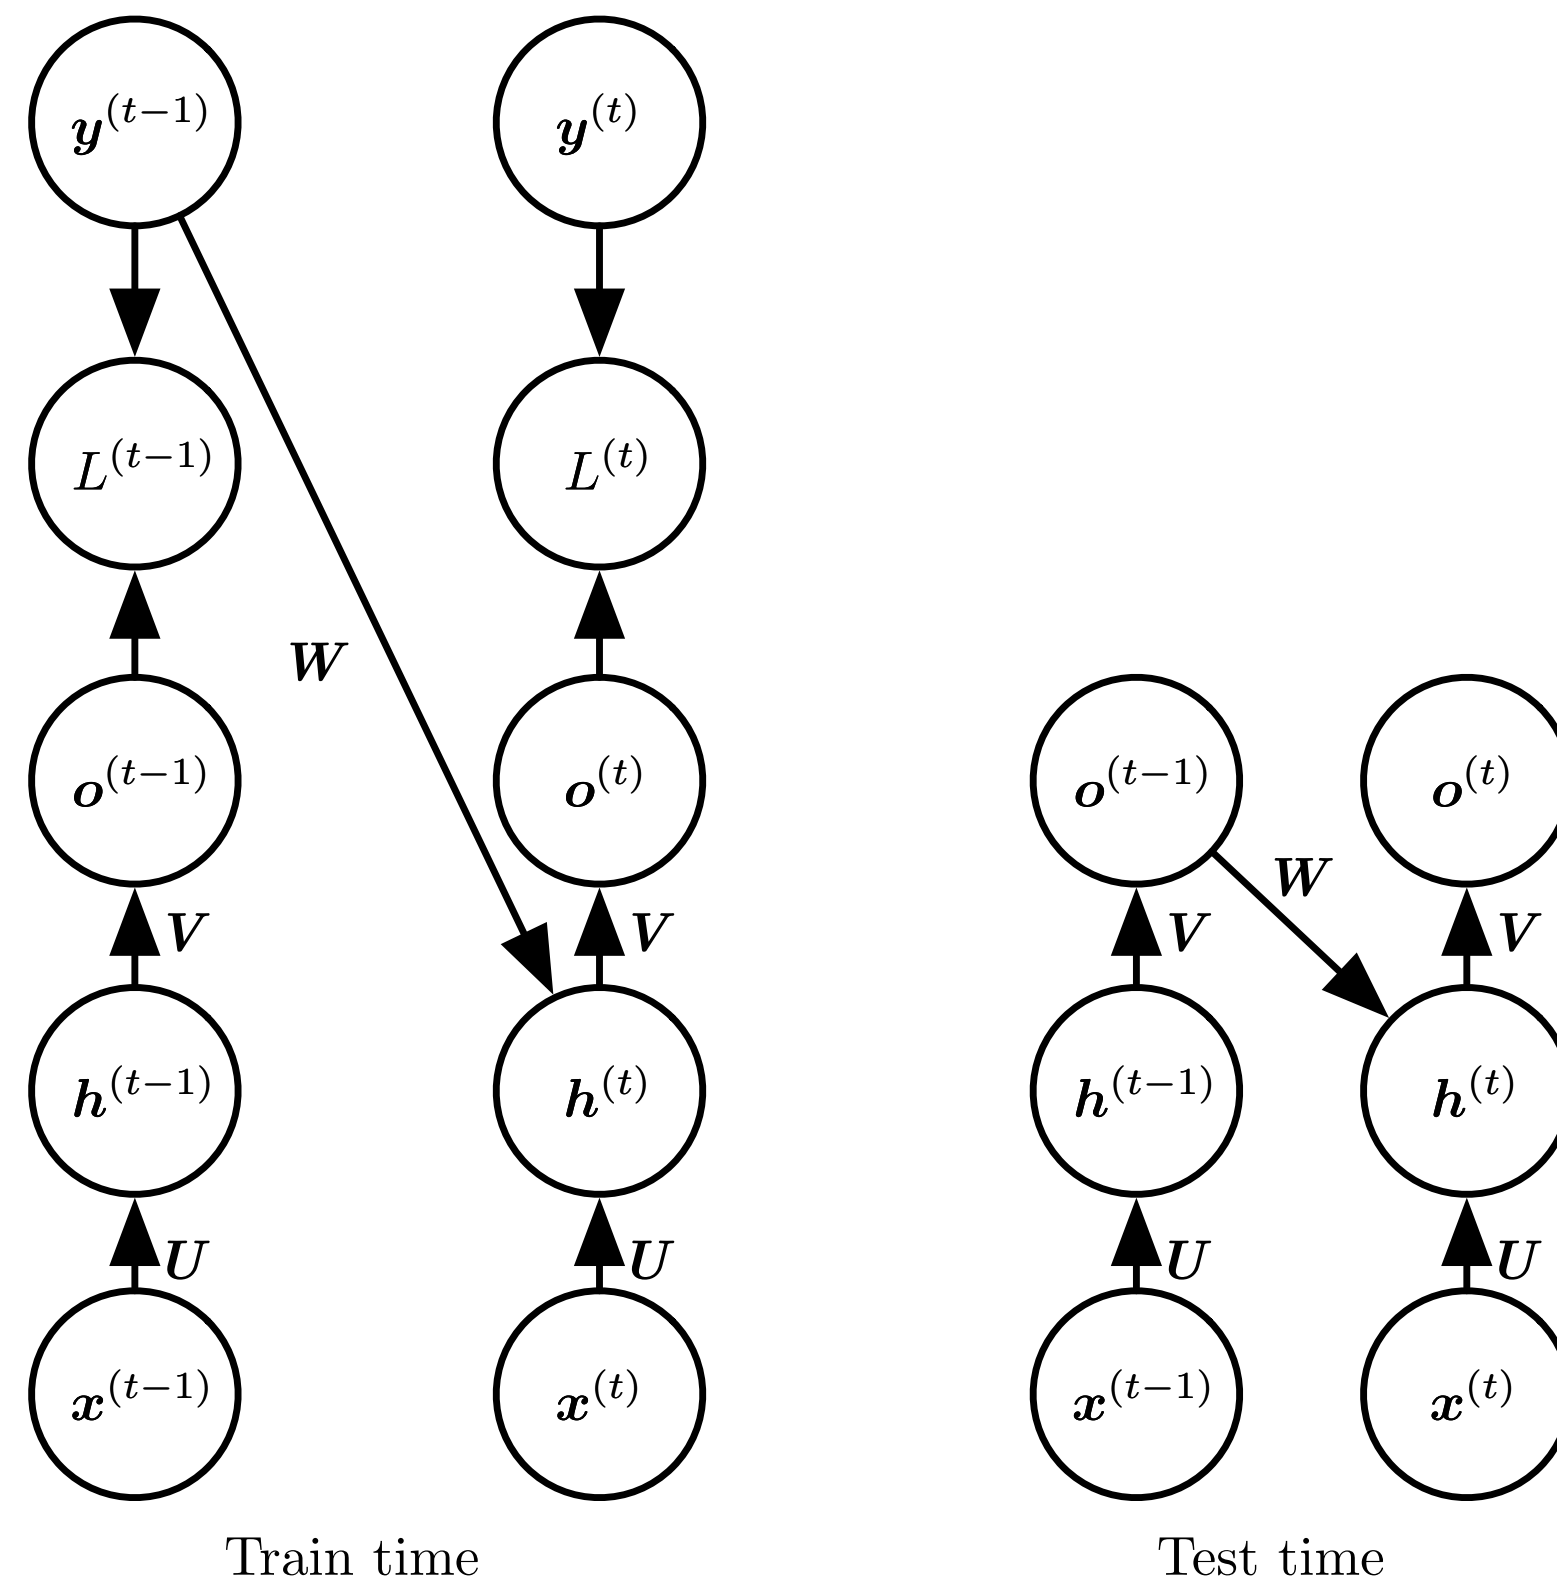 y^(t−1) y^(t)
L^(t−1) L^(t)
W
o^(t−1) o^(t) o^(t−1) o^(t)
W
V V V V
h^(t−1) h^(t) h^(t−1) h^(t)
U U U U
x^(t−1) x^(t) x^(t−1) x^(t)
Train time Test time